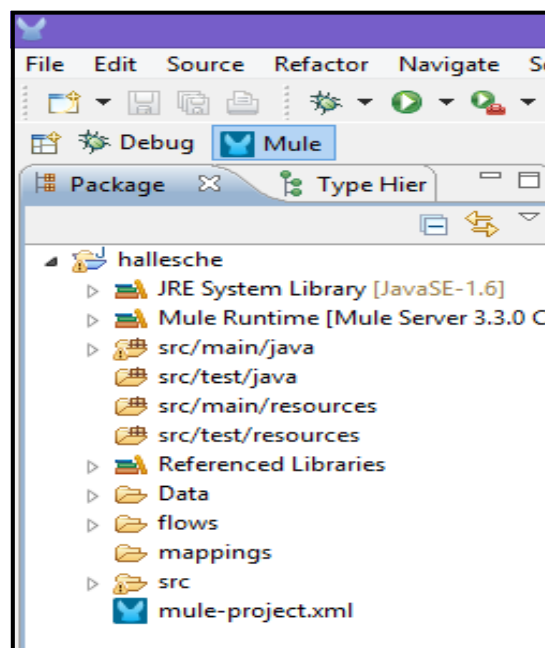 File Edit Source Refactor Navigate
Debug Mule
Package Type Hier
hallesche
JRE System Library [JavaSE-1.6]
Mule Runtime [Mule Server 3.3.0 C
src/main/java
src/test/java
src/main/resources
src/test/resources
Referenced Libraries
Data
flows
mappings
src
mule-project.xml